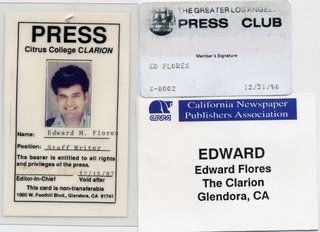 PRESS
Citrus College CLARION
Name: Edward M. Flores
Position: Staff Writer
The bearer is entitled to all rights
and privileges of the press.
12/15/97
Editor-in-Chief Void after
This card is non-transferable
1000 W. Foothill Blvd., Glendora, CA 91741
THE GREATER LOS ANGELES
PRESS CLUB
Member's Signature
ED FLORES
S-8002 12/31/98
CNPA
California Newspaper
Publishers Association
EDWARD
Edward Flores
The Clarion
Glendora, CA